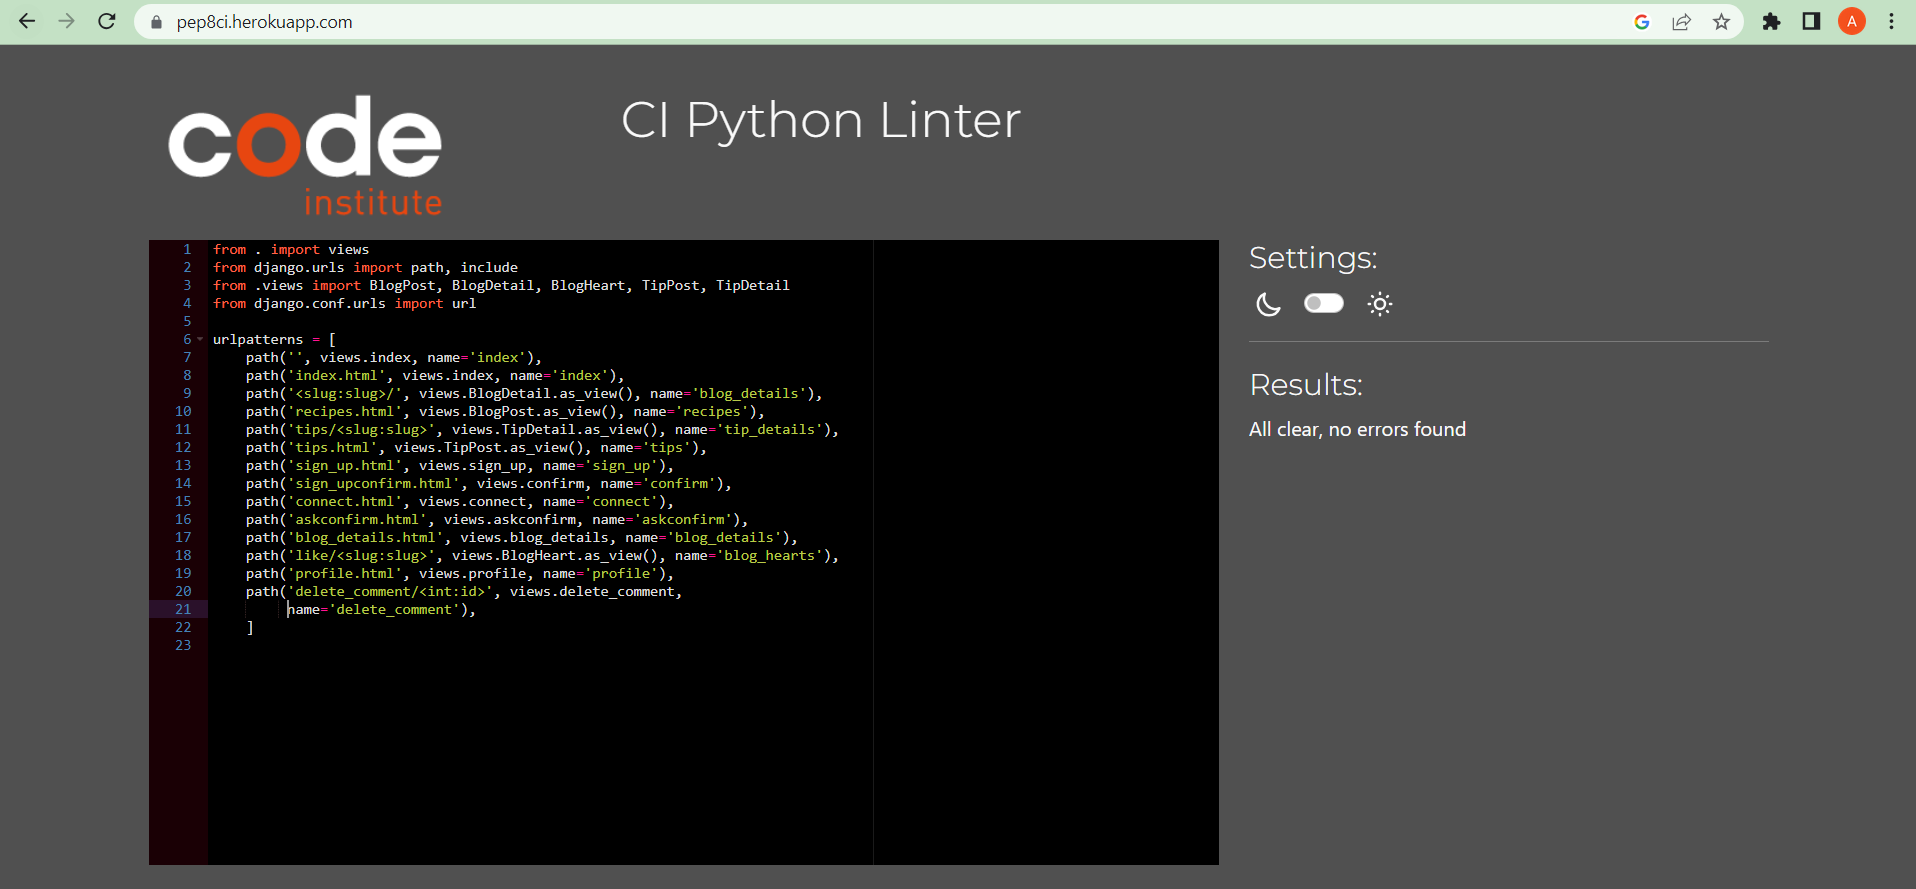 pep8ci.herokuapp.com
A
code
institute
CI Python Linter
1 from . import views
2 from django.urls import path, include
3 from .views import BlogPost, BlogDetail, BlogHeart, TipPost, TipDetail
4 from django.conf.urls import url
5
6 urlpatterns = [
7     path('', views.index, name='index'),
8     path('index.html', views.index, name='index'),
9     path('<slug:slug>/', views.BlogDetail.as_view(), name='blog_details'),
10     path('recipes.html', views.BlogPost.as_view(), name='recipes'),
11     path('tips/<slug:slug>', views.TipDetail.as_view(), name='tip_details'),
12     path('tips.html', views.TipPost.as_view(), name='tips'),
13     path('sign_up.html', views.sign_up, name='sign_up'),
14     path('sign_upconfirm.html', views.confirm, name='confirm'),
15     path('connect.html', views.connect, name='connect'),
16     path('askconfirm.html', views.askconfirm, name='askconfirm'),
17     path('blog_details.html', views.blog_details, name='blog_details'),
18     path('like/<slug:slug>', views.BlogHeart.as_view(), name='blog_hearts'),
19     path('profile.html', views.profile, name='profile'),
20     path('delete_comment/<int:id>', views.delete_comment,
21          name='delete_comment'),
22     ]
23
Settings:
Results:
All clear, no errors found